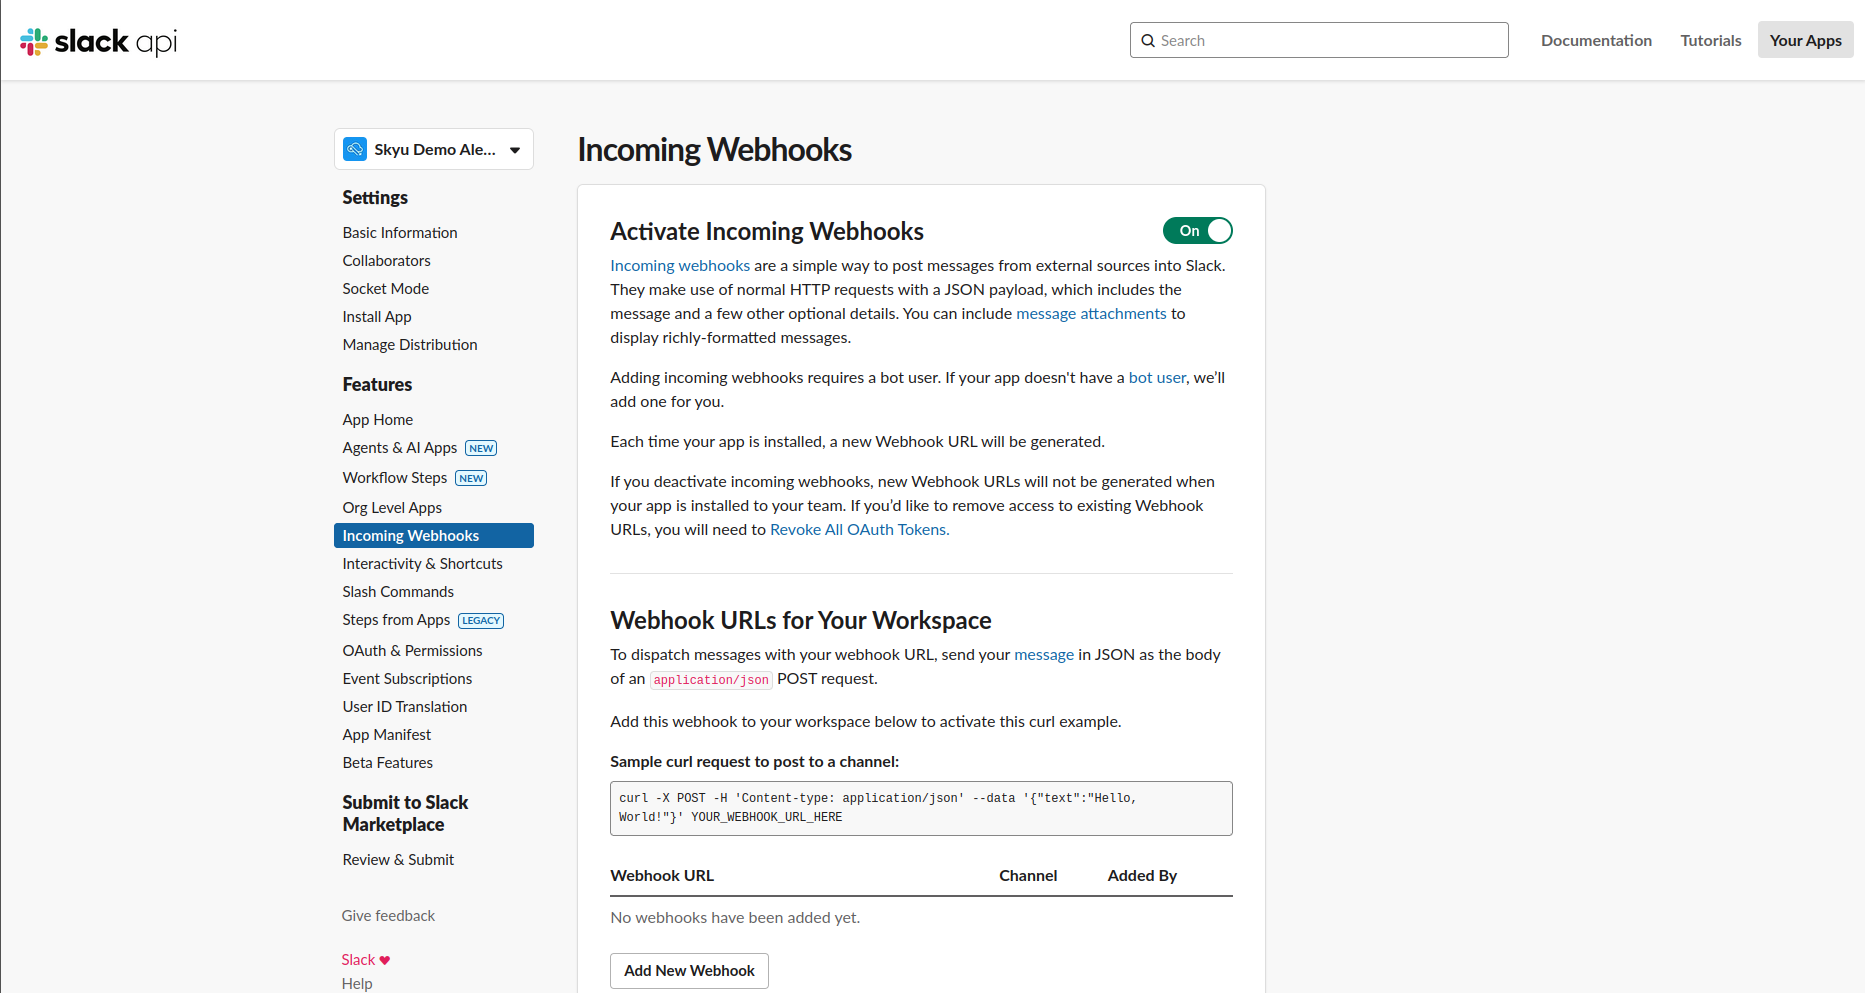 slack api
Search
Documentation
Tutorials
Your Apps
Skyu Demo Ale...
Settings
Basic Information
Collaborators
Socket Mode
Install App
Manage Distribution
Features
App Home
Agents & AI Apps NEW
Workflow Steps NEW
Org Level Apps
Incoming Webhooks
Interactivity & Shortcuts
Slash Commands
Steps from Apps LEGACY
OAuth & Permissions
Event Subscriptions
User ID Translation
App Manifest
Beta Features
Submit to Slack
Marketplace
Review & Submit
Give feedback
Slack
Help
Incoming Webhooks
Activate Incoming Webhooks
On
Incoming webhooks are a simple way to post messages from external sources into Slack.
They make use of normal HTTP requests with a JSON payload, which includes the
message and a few other optional details. You can include message attachments to
display richly-formatted messages.
Adding incoming webhooks requires a bot user. If your app doesn't have a bot user, we’ll
add one for you.
Each time your app is installed, a new Webhook URL will be generated.
If you deactivate incoming webhooks, new Webhook URLs will not be generated when
your app is installed to your team. If you’d like to remove access to existing Webhook
URLs, you will need to Revoke All OAuth Tokens.
Webhook URLs for Your Workspace
To dispatch messages with your webhook URL, send your message in JSON as the body
of an application/json POST request.
Add this webhook to your workspace below to activate this curl example.
Sample curl request to post to a channel:
curl -X POST -H 'Content-type: application/json' --data '{"text":"Hello,
World!"}' YOUR_WEBHOOK_URL_HERE
Webhook URL
Channel
Added By
No webhooks have been added yet.
Add New Webhook